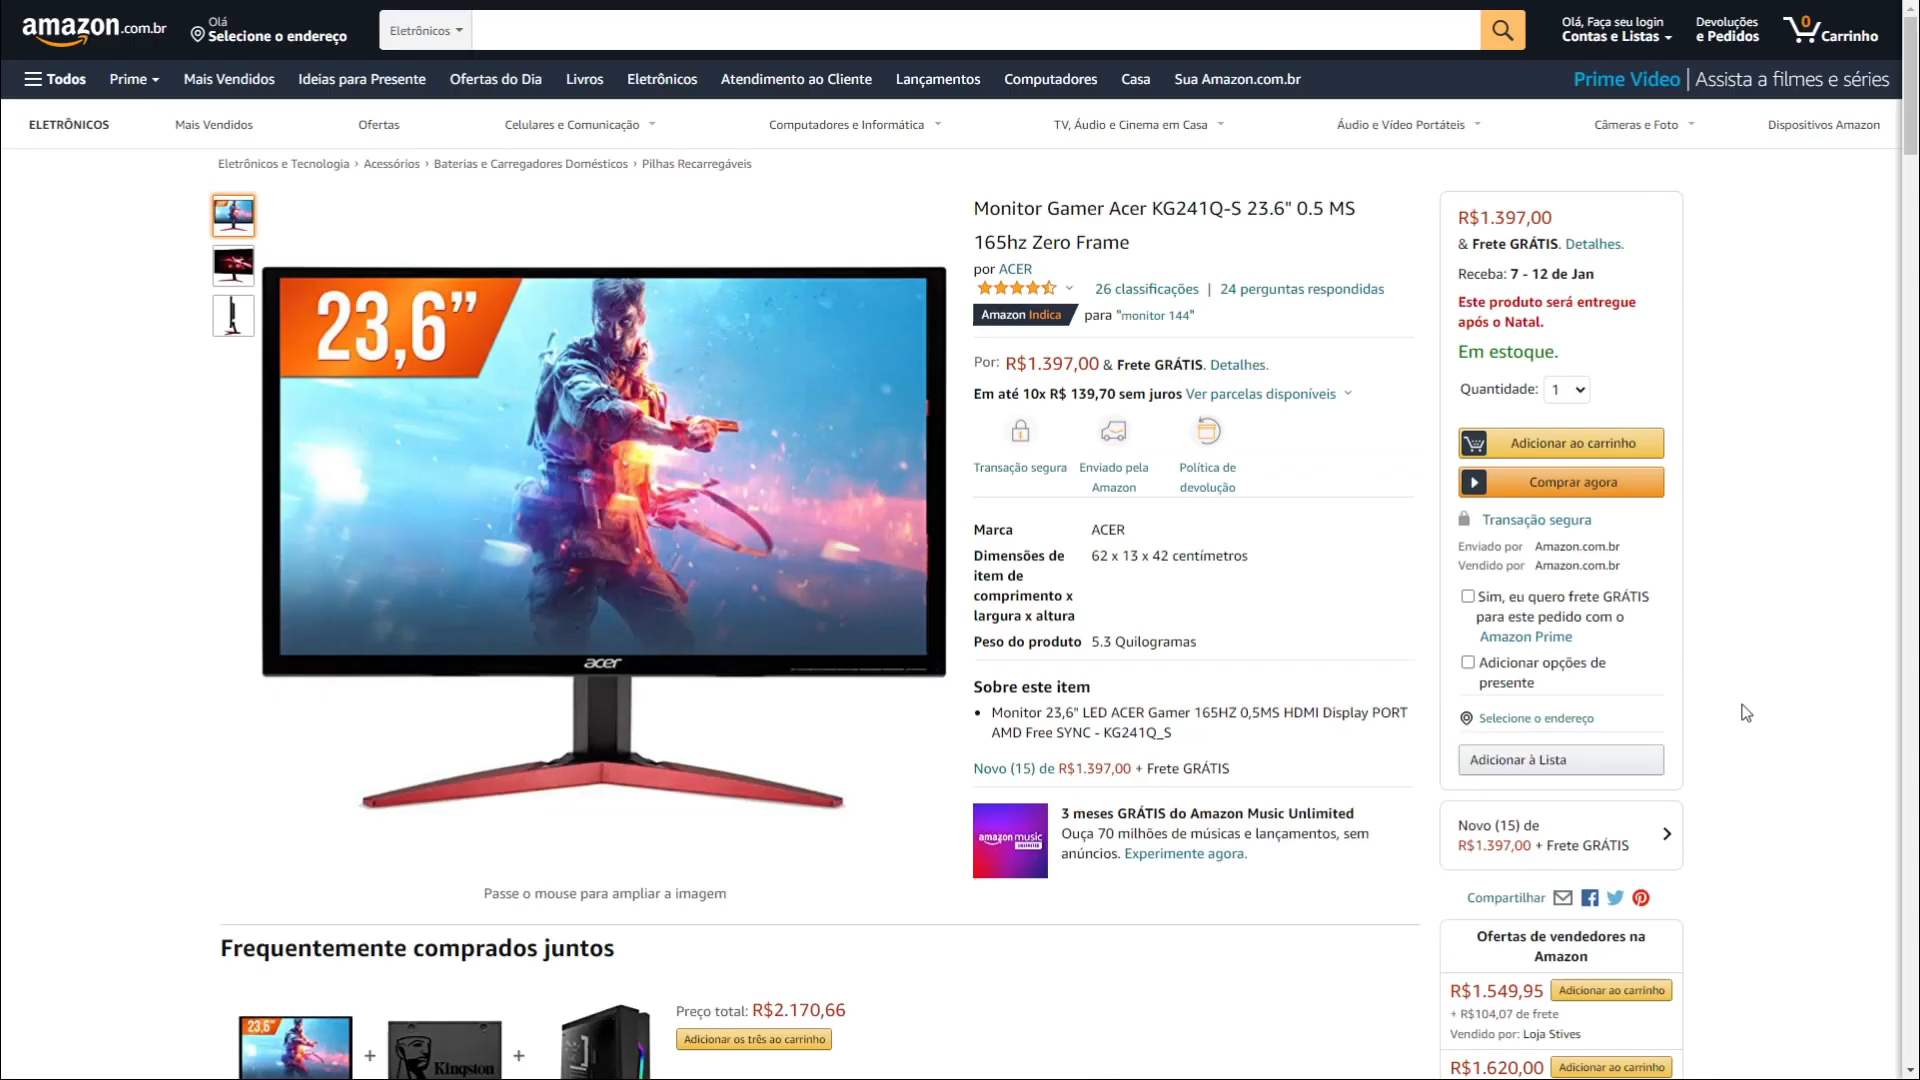 amazon.com.br
Olá
Selecione o endereço
Eletrônicos
Olá, Faça seu login
Contas e Listas
Devoluções
e Pedidos
0
Carrinho
Todos
Prime
Mais Vendidos
Ideias para Presente
Ofertas do Dia
Livros
Eletrônicos
Atendimento ao Cliente
Lançamentos
Computadores
Casa
Sua Amazon.com.br
Prime Video | Assista a filmes e séries
ELETRÔNICOS
Mais Vendidos
Ofertas
Celulares e Comunicação
Computadores e Informática
TV, Áudio e Cinema em Casa
Áudio e Vídeo Portáteis
Câmeras e Foto
Dispositivos Amazon
Eletrônicos e Tecnologia › Acessórios › Baterias e Carregadores Domésticos › Pilhas Recarregáveis
23,6”
acer
Passe o mouse para ampliar a imagem
Monitor Gamer Acer KG241Q-S 23.6" 0.5 MS
165hz Zero Frame
por ACER
26 classificações | 24 perguntas respondidas
Amazon Indica para "monitor 144"
Por: R$1.397,00 & Frete GRÁTIS. Detalhes.
Em até 10x R$ 139,70 sem juros Ver parcelas disponíveis
Transação segura
Enviado pela
Amazon
Política de
devolução
Marca ACER
Dimensões de 62 x 13 x 42 centímetros
item de
comprimento x
largura x altura
Peso do produto 5.3 Quilogramas
Sobre este item
• Monitor 23,6" LED ACER Gamer 165HZ 0,5MS HDMI Display PORT
AMD Free SYNC - KG241Q_S
Novo (15) de R$1.397,00 + Frete GRÁTIS
amazon music
UNLIMITED
3 meses GRÁTIS do Amazon Music Unlimited
Ouça 70 milhões de músicas e lançamentos, sem
anúncios. Experimente agora.
R$1.397,00
& Frete GRÁTIS. Detalhes.
Receba: 7 - 12 de Jan
Este produto será entregue
após o Natal.
Em estoque.
Quantidade: 1
Adicionar ao carrinho
Comprar agora
Transação segura
Enviado por Amazon.com.br
Vendido por Amazon.com.br
Sim, eu quero frete GRÁTIS
para este pedido com o
Amazon Prime
Adicionar opções de
presente
Selecione o endereço
Adicionar à Lista
Novo (15) de
R$1.397,00 + Frete GRÁTIS
Compartilhar
Ofertas de vendedores na
Amazon
R$1.549,95 Adicionar ao carrinho
+ R$104,07 de frete
Vendido por: Loja Stives
R$1.620,00 Adicionar ao carrinho
Frequentemente comprados juntos
23,6"
+
Kingston
+
Preço total: R$2.170,66
Adicionar os três ao carrinho